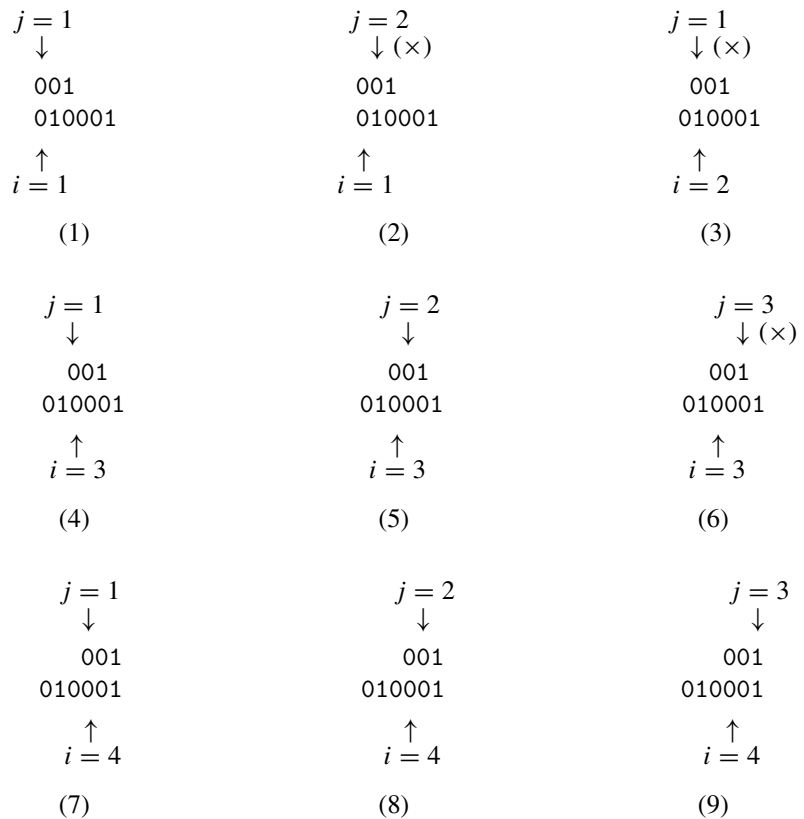 j = 1 j = 2 j = 1
↓ ↓ (×) ↓ (×)
001 001 001
010001 010001 010001
↑ ↑ ↑
i = 1 i = 1 i = 2
(1) (2) (3)
j = 1 j = 2 j = 3
↓ ↓ ↓ (×)
001 001 001
010001 010001 010001
↑ ↑ ↑
i = 3 i = 3 i = 3
(4) (5) (6)
j = 1 j = 2 j = 3
↓ ↓ ↓
001 001 001
010001 010001 010001
↑ ↑ ↑
i = 4 i = 4 i = 4
(7) (8) (9)